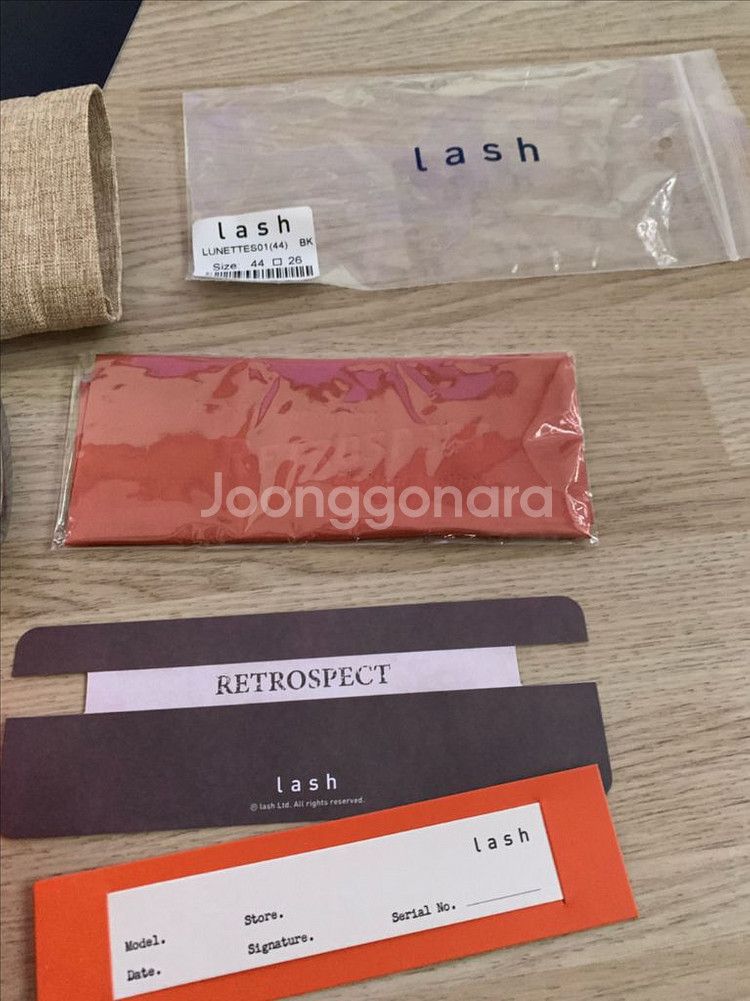 lash
lash
LUNETTES01(44) BK
Size: 44 □ 26
Joonggonara
RETROSPECT
lash
© lash Ltd. All rights reserved.
lash
Model. Store. Serial No.
Date. Signature.